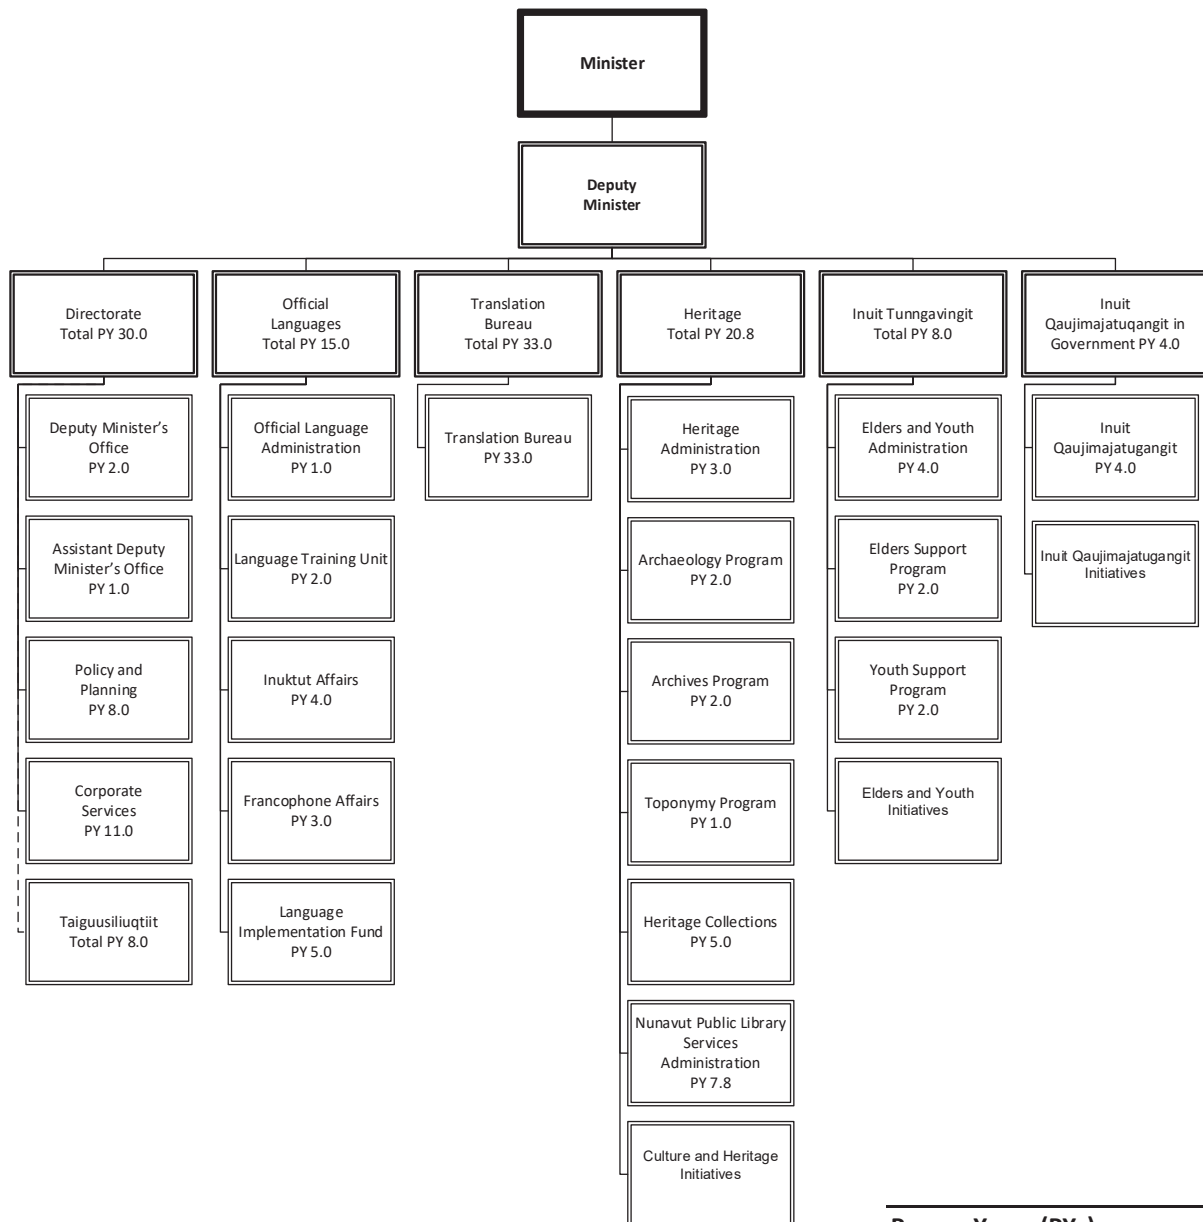 Minister
Deputy
Minister
Directorate
Total PY 30.0
Official
Languages
Total PY 15.0
Translation
Bureau
Total PY 33.0
Heritage
Total PY 20.8
Inuit Tunngavingit
Total PY 8.0
Inuit
Qaujimajatuqangit in
Government PY 4.0
Deputy Minister’s
Office
PY 2.0
Assistant Deputy
Minister’s Office
PY 1.0
Policy and
Planning
PY 8.0
Corporate
Services
PY 11.0
Taiguusiliuqtiit
Total PY 8.0
Official Language
Administration
PY 1.0
Language Training Unit
PY 2.0
Inuktut Affairs
PY 4.0
Francophone Affairs
PY 3.0
Language
Implementation Fund
PY 5.0
Translation Bureau
PY 33.0
Heritage
Administration
PY 3.0
Archaeology Program
PY 2.0
Archives Program
PY 2.0
Toponymy Program
PY 1.0
Heritage Collections
PY 5.0
Nunavut Public Library
Services
Administration
PY 7.8
Culture and Heritage
Initiatives
Elders and Youth
Administration
PY 4.0
Elders Support
Program
PY 2.0
Youth Support
Program
PY 2.0
Elders and Youth
Initiatives
Inuit
Qaujimajatugangit
PY 4.0
Inuit Qaujimajatugangit
Initiatives